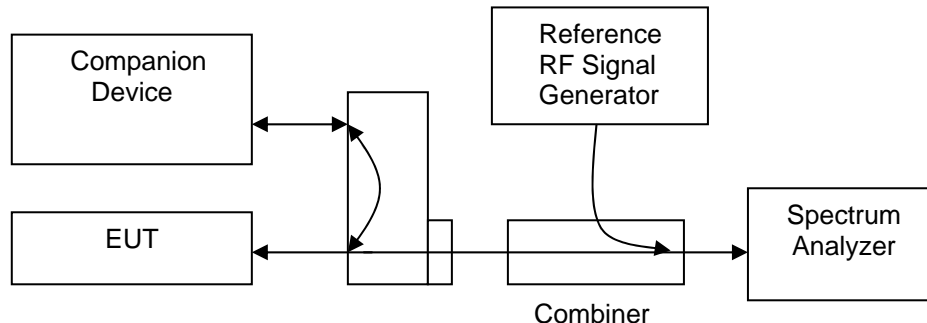 Companion
Device
Reference
RF Signal
Generator
EUT
Spectrum
Analyzer
Combiner